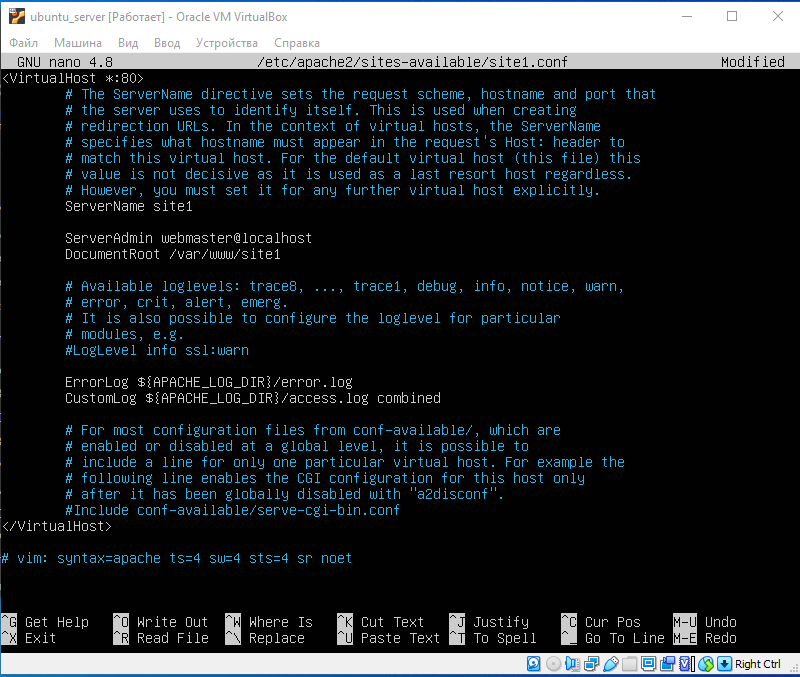 ubuntu_server [Работает] - Oracle VM VirtualBox
Файл Машина Вид Ввод Устройства Справка
GNU nano 4.8 /etc/apache2/sites-available/site1.conf Modified
<VirtualHost *:80>
# The ServerName directive sets the request scheme, hostname and port that
# the server uses to identify itself. This is used when creating
# redirection URLs. In the context of virtual hosts, the ServerName
# specifies what hostname must appear in the request's Host: header to
# match this virtual host. For the default virtual host (this file) this
# value is not decisive as it is used as a last resort host regardless.
# However, you must set it for any further virtual host explicitly.
ServerName site1
ServerAdmin webmaster@localhost
DocumentRoot /var/www/site1
# Available loglevels: trace8, ..., trace1, debug, info, notice, warn,
# error, crit, alert, emerg.
# It is also possible to configure the loglevel for particular
# modules, e.g.
#LogLevel info ssl:warn
ErrorLog ${APACHE_LOG_DIR}/error.log
CustomLog ${APACHE_LOG_DIR}/access.log combined
# For most configuration files from conf-available/, which are
# enabled or disabled at a global level, it is possible to
# include a line for only one particular virtual host. For example the
# following line enables the CGI configuration for this host only
# after it has been globally disabled with "a2disconf".
#Include conf-available/serve-cgi-bin.conf
</VirtualHost>
# vim: syntax=apache ts=4 sw=4 sts=4 sr noet
^G Get Help ^O Write Out ^W Where Is ^K Cut Text ^J Justify ^C Cur Pos M-U Undo
^X Exit ^R Read File ^\ Replace ^U Paste Text ^T To Spell ^_ Go To Line M-E Redo
Right Ctrl